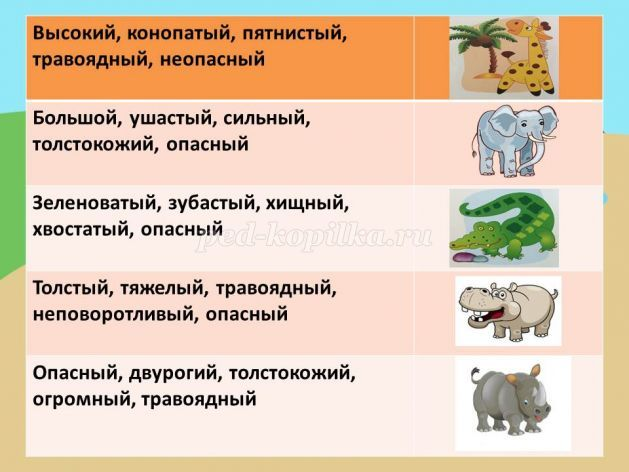 Высокий, конопатый, пятнистый,
травоядный, неопасный
Большой, ушастый, сильный,
толстокожий, опасный
Зеленоватый, зубастый, хищный,
хвостатый, опасный
ped-kopilka.ru
Толстый, тяжелый, травоядный,
неповоротливый, опасный
Опасный, двурогий, толстокожий,
огромный, травоядный